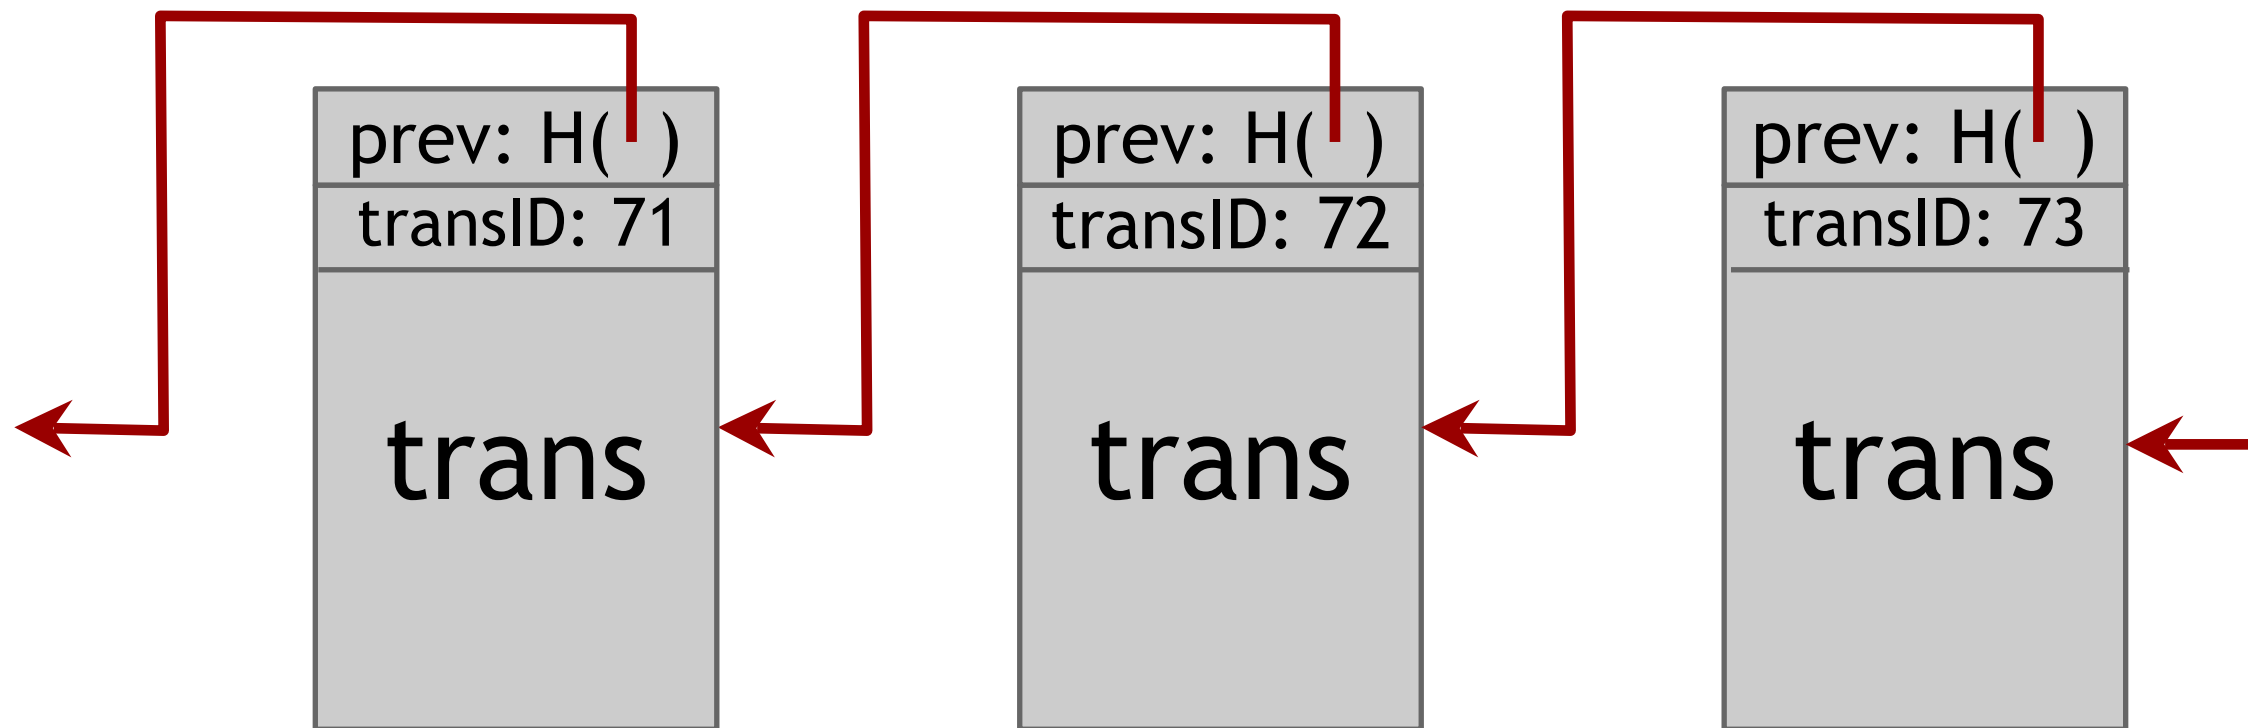 prev: H( )
transID: 71
trans
prev: H( )
transID: 72
trans
prev: H( )
transID: 73
trans